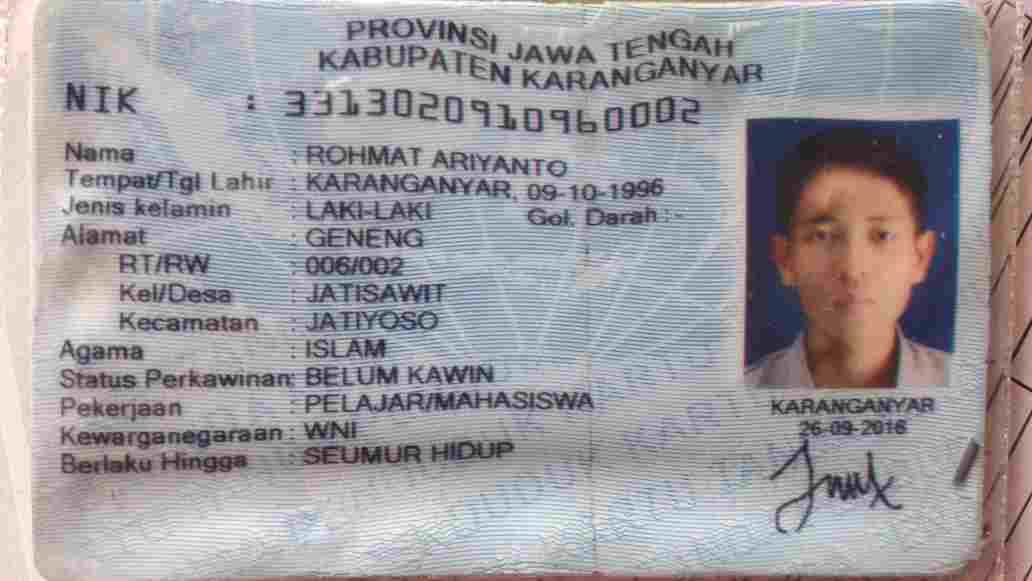 PROVINSI JAWA TENGAH
KABUPATEN KARANGANYAR
NIK : 3313020910960002
Nama : ROHMAT ARIYANTO
Tempat/Tgl Lahir : KARANGANYAR, 09-10-1996
Jenis kelamin : LAKI-LAKI Gol. Darah : -
Alamat : GENENG
RT/RW : 006/002
Kel/Desa : JATISAWIT
Kecamatan : JATIYOSO
Agama : ISLAM
Status Perkawinan: BELUM KAWIN
Pekerjaan : PELAJAR/MAHASISWA
Kewarganegaraan : WNI
Berlaku Hingga : SEUMUR HIDUP
KARANGANYAR
26-09-2016